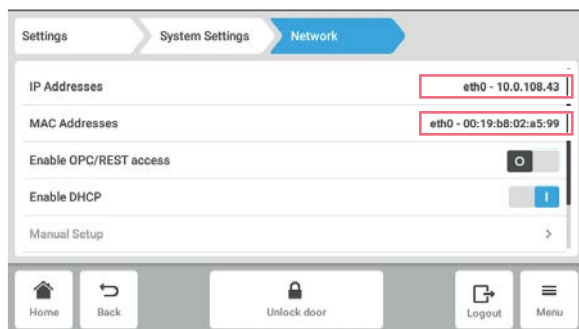 Settings System Settings Network
IP Addresses eth0 - 10.0.108.43
MAC Addresses eth0 - 00:19:b8:02:a5:99
Enable OPC/REST access O
Enable DHCP I
Manual Setup >
Home Back Unlock door Logout Menu